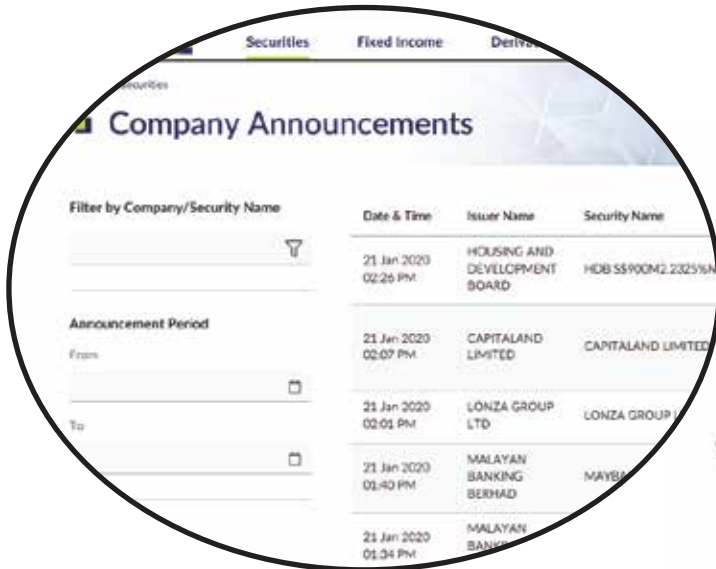 Securities Fixed Income
Securities
Company Announcements
Filter by Company/Security Name
Announcement Period
From
To
Date & Time Issuer Name Security Name
21 Jan 2020 HOUSING AND
02:26 PM DEVELOPMENT
BOARD
21 Jan 2020 CAPITALAND CAPITALAND LIMITED
02:07 PM LIMITED
21 Jan 2020 LONZA GROUP LONZA GROUP
02:01 PM LTD
21 Jan 2020 MALAYAN
01:40 PM BANKING
BERHAD
21 Jan 2020 MALAYAN
01:34 PM